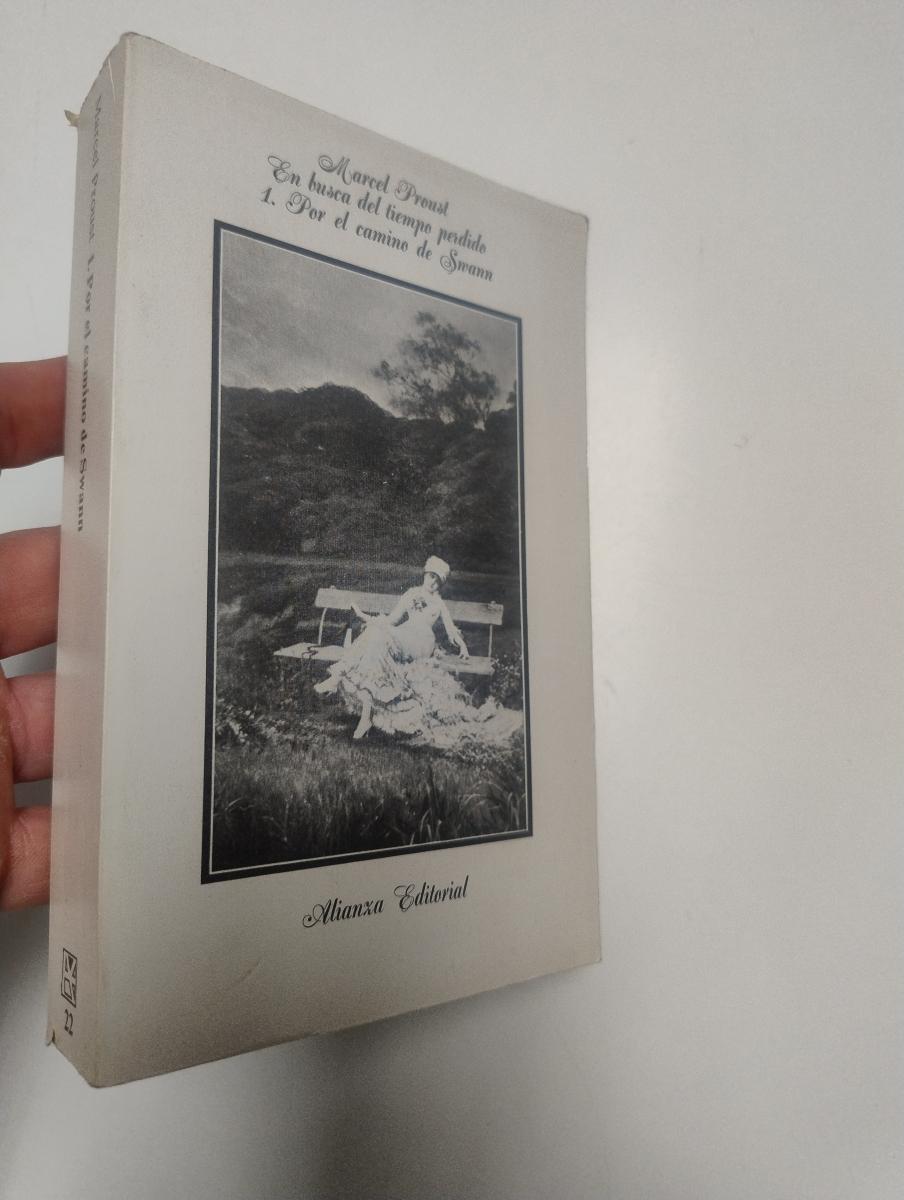 Marcel Proust
En busca del tiempo perdido
1. Por el camino de Swann
Alianza Editorial
Marcel Proust 1. Por el camino de Swann
22